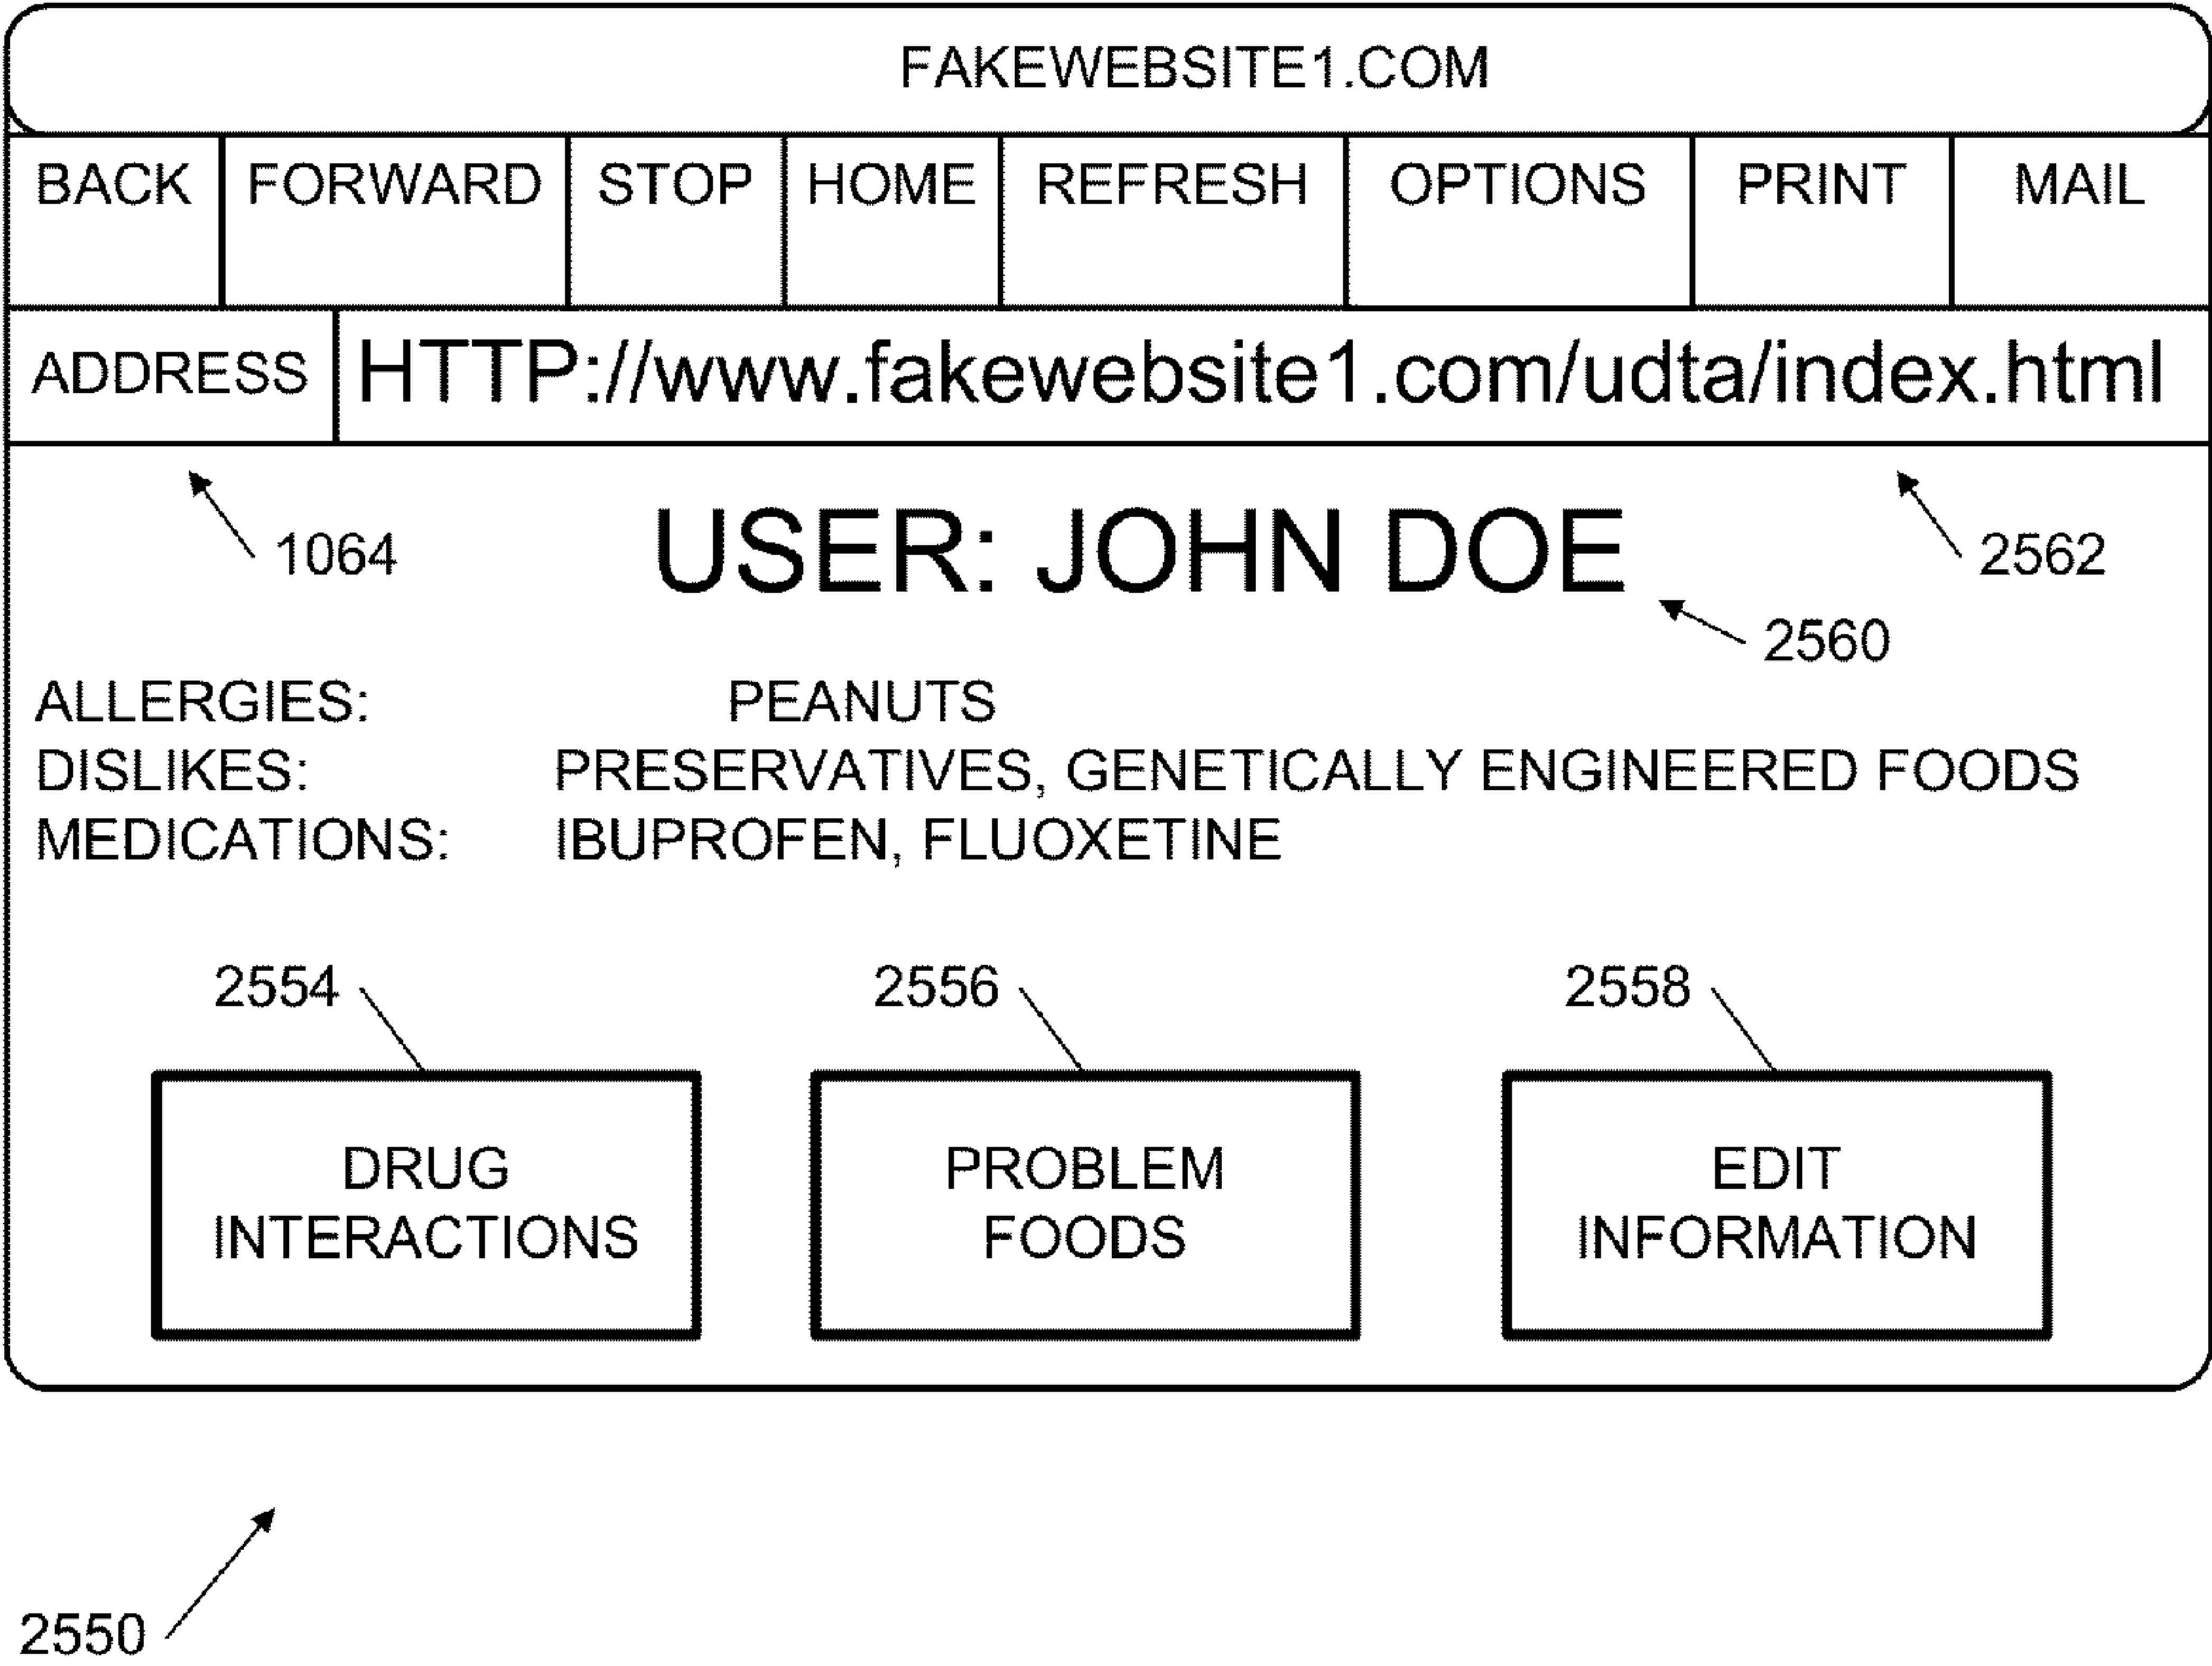 FAKEWEBSITE1.COM
BACK FORWARD STOP HOME REFRESH OPTIONS PRINT MAIL
ADDRESS HTTP://www.fakewebsite1.com/udta/index.html
1064 USER: JOHN DOE 2562
2560
ALLERGIES: PEANUTS
DISLIKES: PRESERVATIVES, GENETICALLY ENGINEERED FOODS
MEDICATIONS: IBUPROFEN, FLUOXETINE
2554 2556 2558
DRUG PROBLEM EDIT
INTERACTIONS FOODS INFORMATION
2550